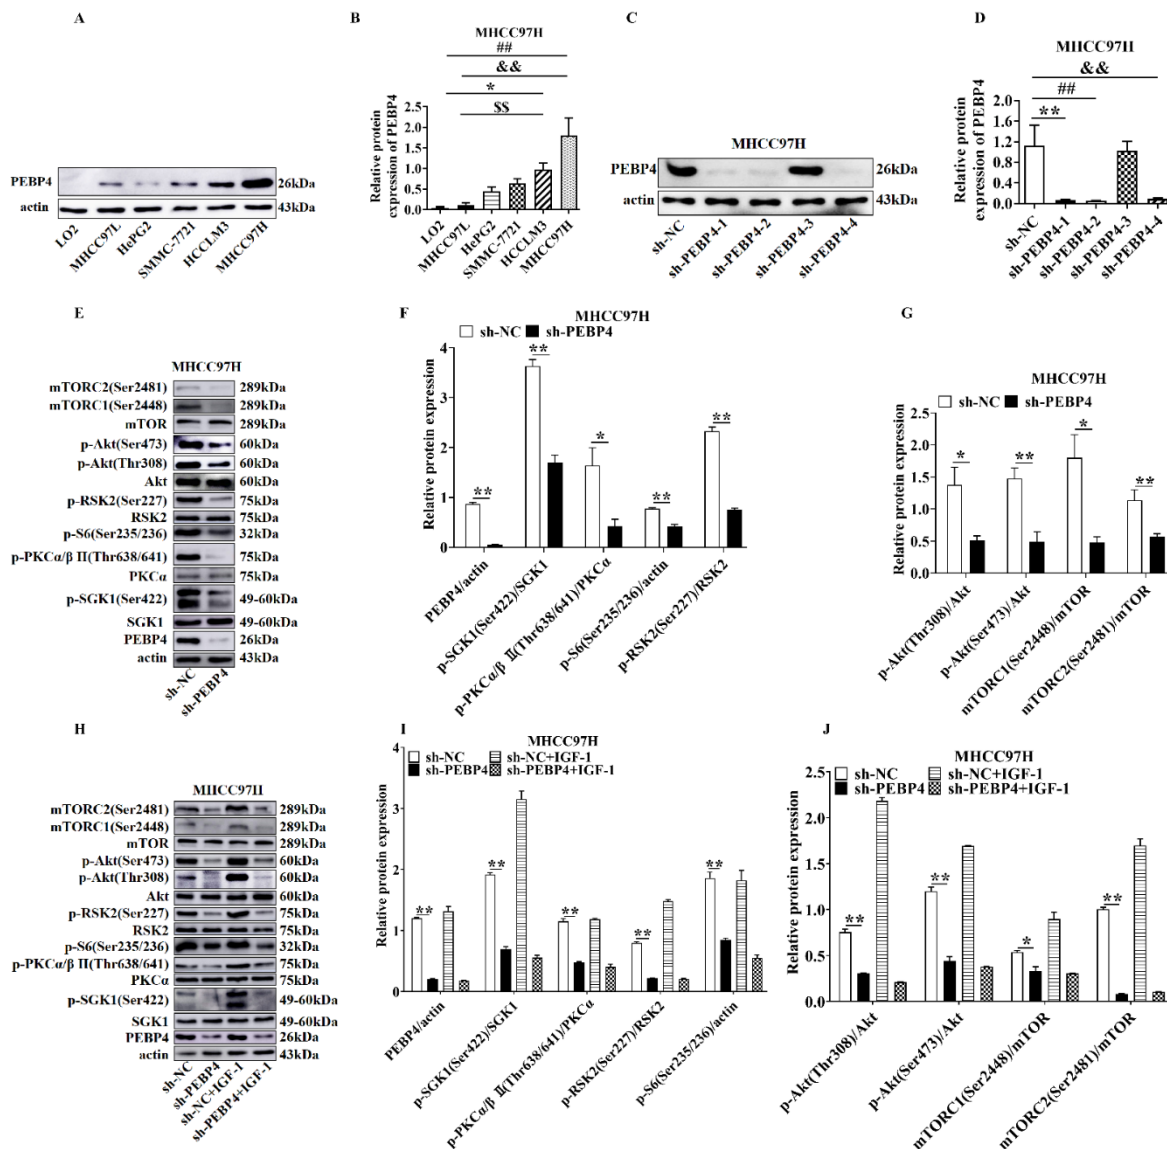 A
PEBP4
26kDa
actin
43kDa
LO2
MHCC97L
HePG2
SMMC-7721
HCCLM3
MHCC97H
B
MHCC97H
##
&&
*
$$
Relative protein
expression of PEBP4
2.5
2.0
1.5
1.0
0.5
0.0
LO2
MHCC97L
HePG2
SMMC-7721
HCCLM3
MHCC97H
C
MHCC97H
PEBP4
26kDa
actin
43kDa
sh-NC
sh-PEBP4-1
sh-PEBP4-2
sh-PEBP4-3
sh-PEBP4-4
D
MHCC97H
&&
##
**
Relative protein
expression of PEBP4
2.0
1.6
1.2
0.8
0.4
0.0
sh-NC
sh-PEBP4-1
sh-PEBP4-2
sh-PEBP4-3
sh-PEBP4-4
E
MHCC97H
mTORC2(Ser2481) 289kDa
mTORC1(Ser2448) 289kDa
mTOR 289kDa
p-Akt(Ser473) 60kDa
p-Akt(Thr308) 60kDa
Akt 60kDa
p-RSK2(Ser227) 75kDa
RSK2 75kDa
p-S6(Ser235/236) 32kDa
p-PKCα/β II(Thr638/641) 75kDa
PKCα 75kDa
p-SGK1(Ser422) 49-60kDa
SGK1 49-60kDa
PEBP4 26kDa
actin 43kDa
sh-NC
sh-PEBP4
F
MHCC97H
sh-NC sh-PEBP4
Relative protein expression
4
3
2
1
0
**
**
*
**
**
PEBP4/actin
p-SGK1(Ser422)/SGK1
p-PKCα/β II(Thr638/641)/PKCα
p-S6(Ser235/236)/actin
p-RSK2(Ser227)/RSK2
G
MHCC97H
sh-NC sh-PEBP4
Relative protein expression
2.5
2.0
1.5
1.0
0.5
0.0
*
**
*
**
p-Akt(Thr308)/Akt
p-Akt(Ser473)/Akt
mTORC1(Ser2448)/mTOR
mTORC2(Ser2481)/mTOR
H
MHCC97H
mTORC2(Ser2481) 289kDa
mTORC1(Ser2448) 289kDa
mTOR 289kDa
p-Akt(Ser473) 60kDa
p-Akt(Thr308) 60kDa
Akt 60kDa
p-RSK2(Ser227) 75kDa
RSK2 75kDa
p-S6(Ser235/236) 32kDa
p-PKCα/β II(Thr638/641) 75kDa
PKCα 75kDa
p-SGK1(Ser422) 49-60kDa
SGK1 49-60kDa
PEBP4 26kDa
actin 43kDa
sh-NC
sh-PEBP4
sh-NC+IGF-1
sh-PEBP4+IGF-1
I
MHCC97H
sh-NC sh-NC+IGF-1
sh-PEBP4 sh-PEBP4+IGF-1
Relative protein expression
4
3
2
1
0
**
**
**
**
**
PEBP4/actin
p-SGK1(Ser422)/SGK1
p-PKCα/β II(Thr638/641)/PKCα
p-RSK2(Ser227)/RSK2
p-S6(Ser235/236)/actin
J
MHCC97H
sh-NC sh-NC+IGF-1
sh-PEBP4 sh-PEBP4+IGF-1
Relative protein expression
2.5
2.0
1.5
1.0
0.5
0.0
**
**
*
**
p-Akt(Thr308)/Akt
p-Akt(Ser473)/Akt
mTORC1(Ser2448)/mTOR
mTORC2(Ser2481)/mTOR